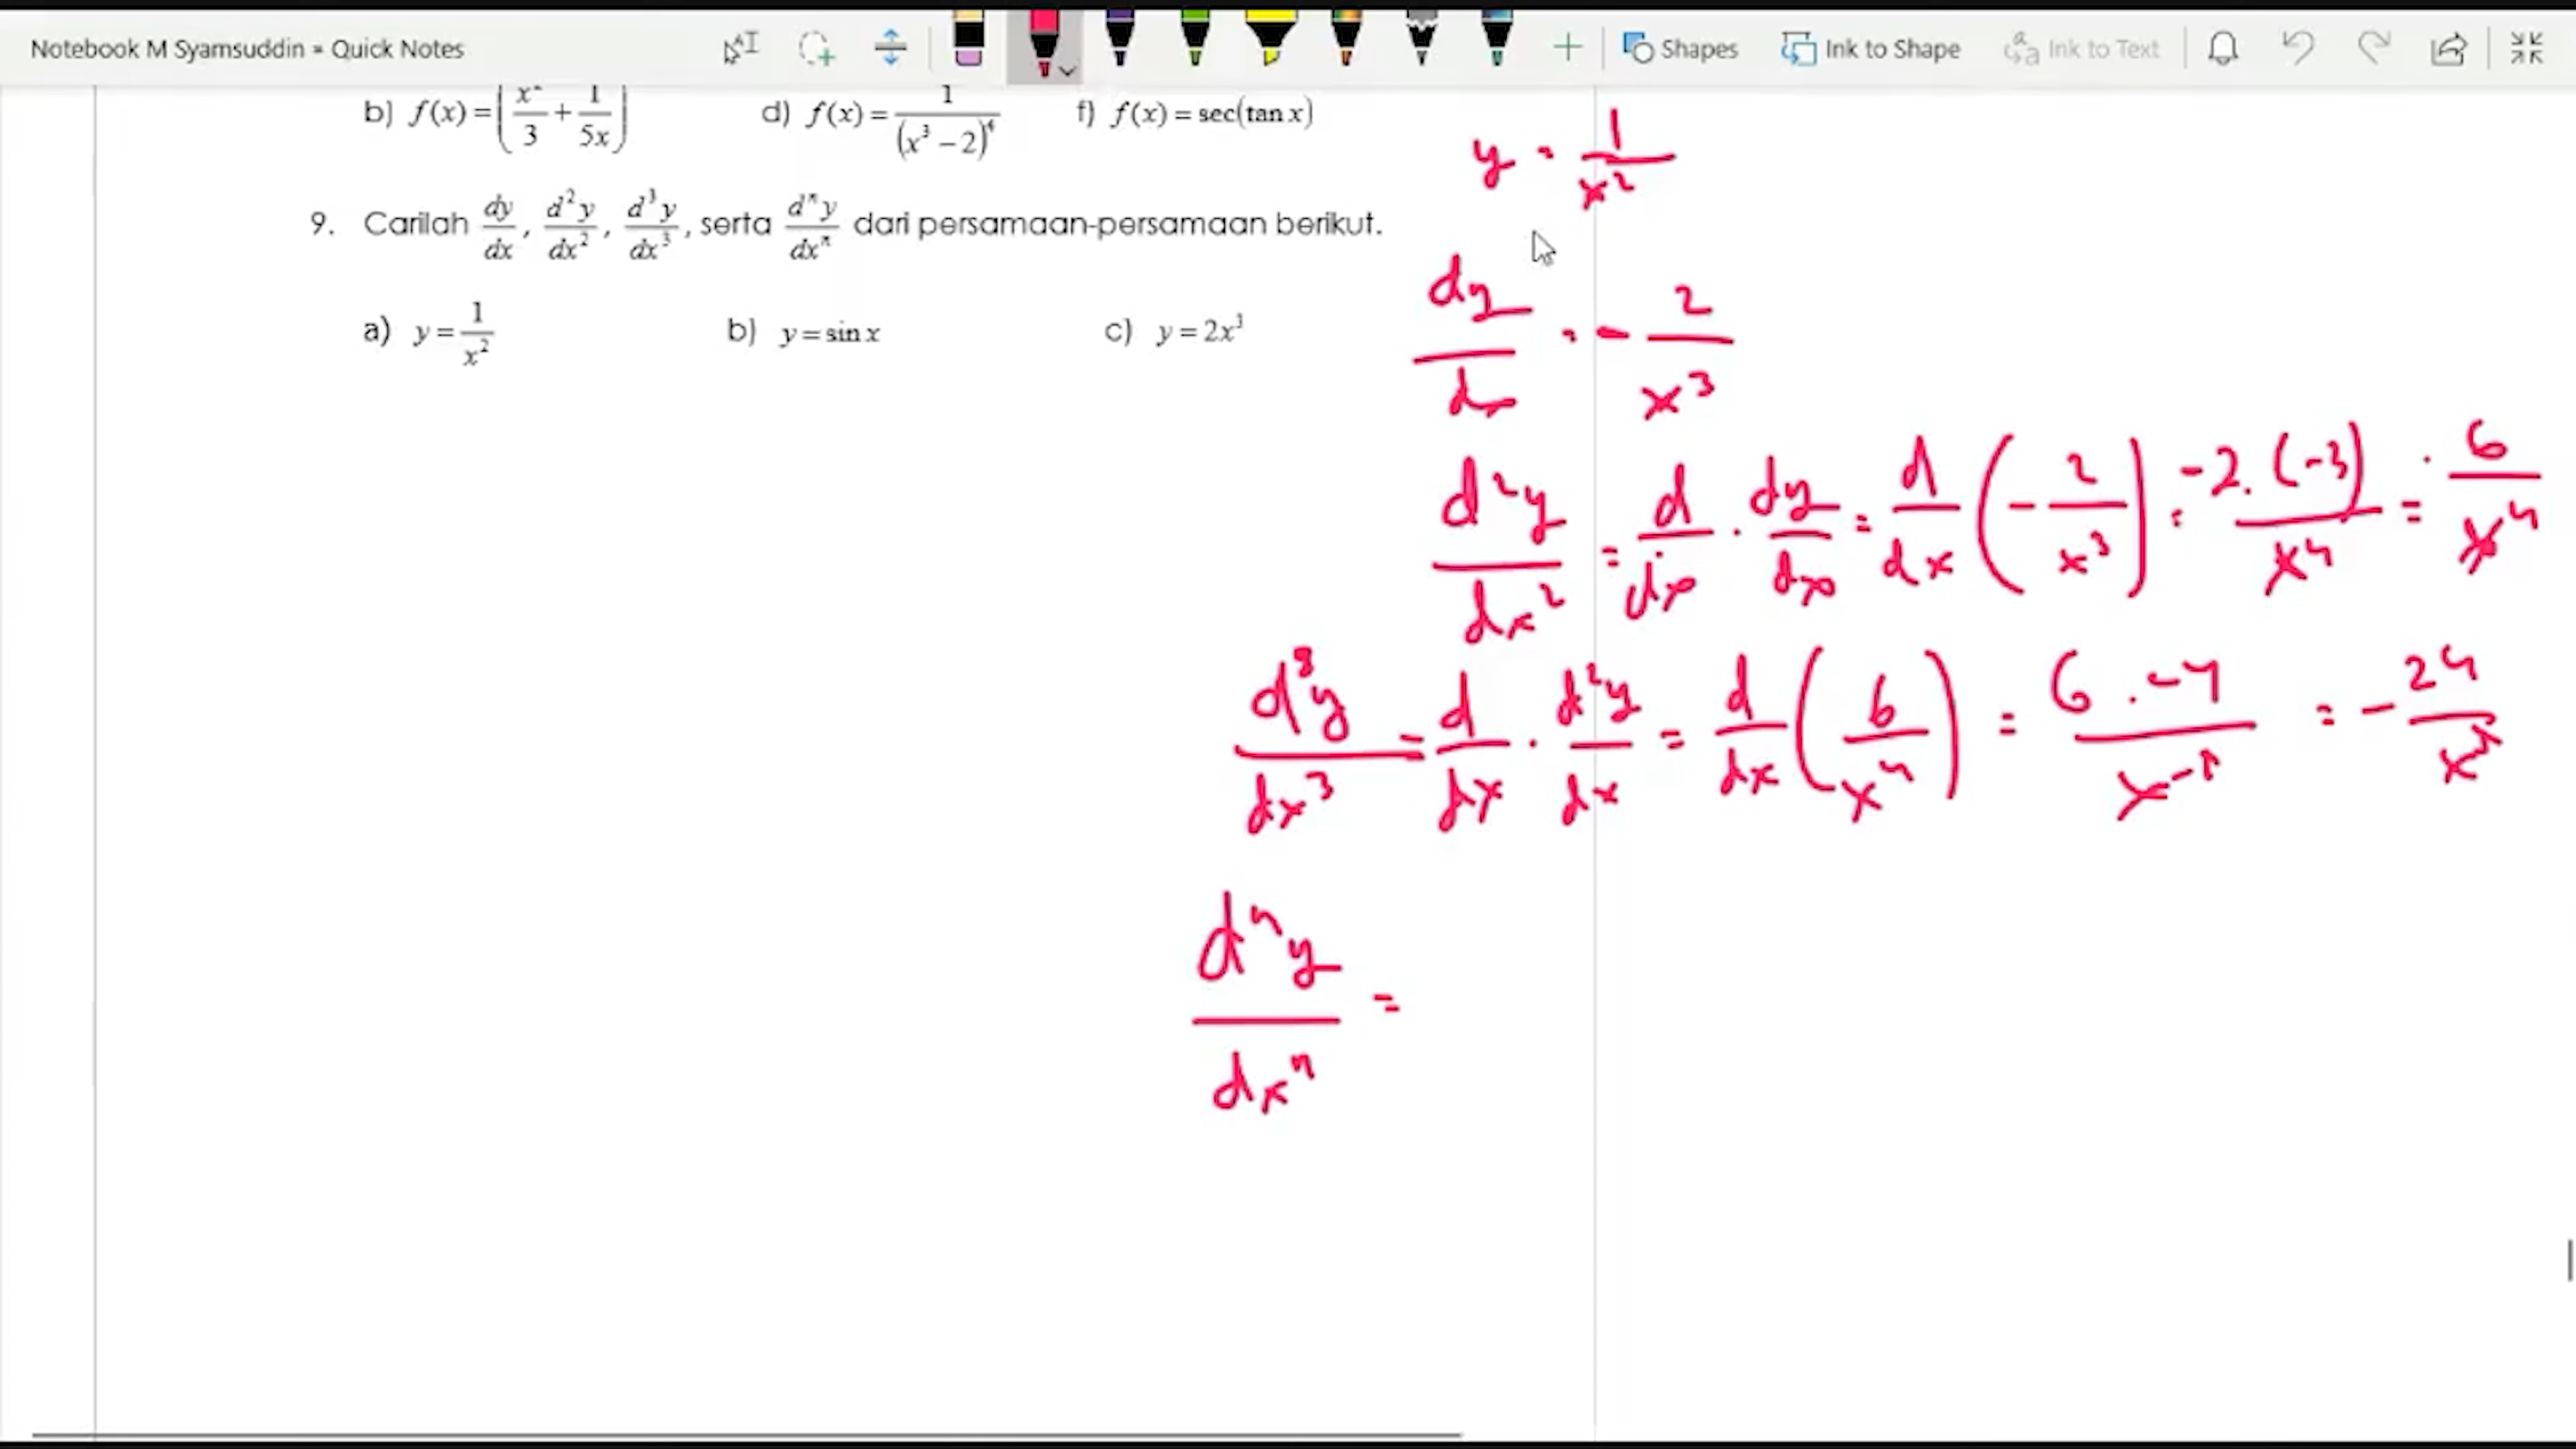 Notebook M Syamsuddin » Quick Notes
Shapes
Ink to Shape
Ink to Text
b) f(x) = (x²/3 + 1/5x)
d) f(x) = 1/(x³ − 2)⁴
f) f(x) = sec(tan x)
y = 1/x²
9. Carilah dy/dx, d²y/dx², d³y/dx³, serta dⁿy/dxⁿ dari persamaan-persamaan berikut.
a) y = 1/x²
b) y = sin x
c) y = 2x³
dy/dx = − 2/x³
d²y/dx² = d/dx · dy/dx = d/dx (− 2/x³) = −2.(−3)/x⁴ = 6/x⁴
d³y/dx³ = d/dx · d²y/dx = d/dx (6/x⁴) = 6 . −4/x⁻⁵ = − 24/x⁵
dⁿy/dxⁿ =